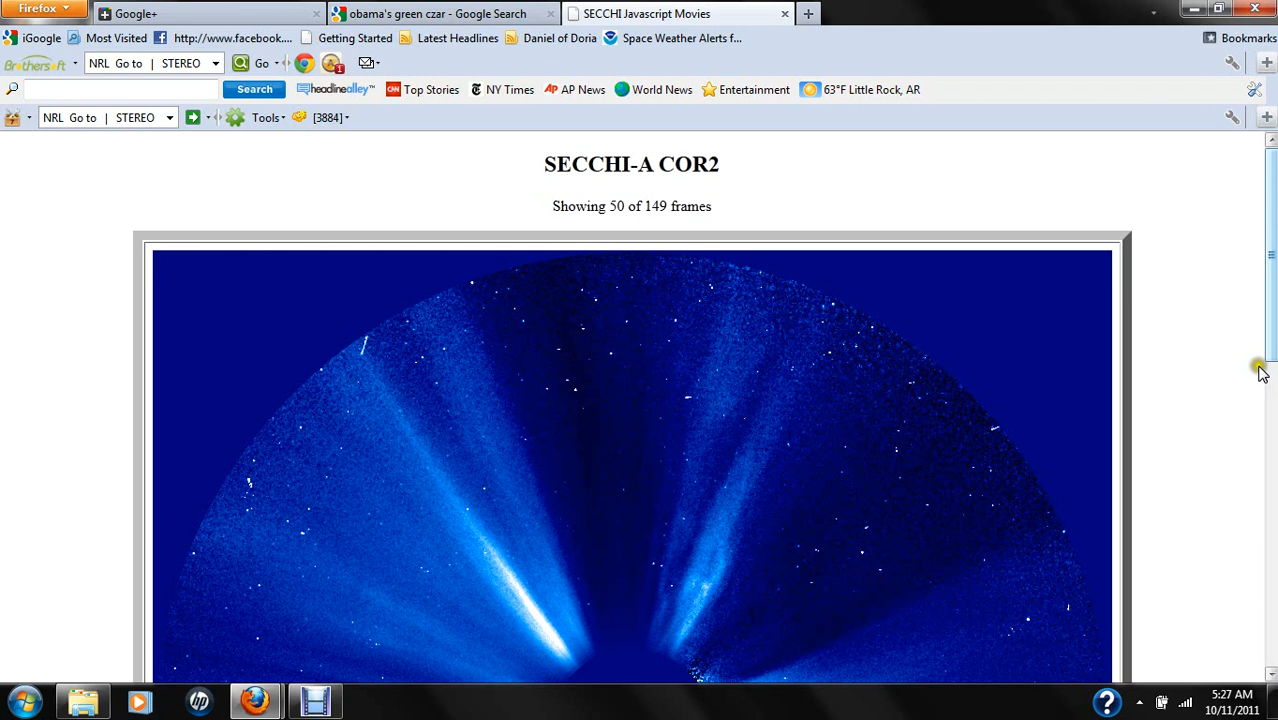 Firefox
Google+
obama's green czar - Google Search
SECCHI Javascript Movies
iGoogle
Most Visited
http://www.facebook....
Getting Started
Latest Headlines
Daniel of Doria
Space Weather Alerts f...
Bookmarks
Brothersoft
NRL Go to | STEREO
Go
1
Search
headlinealley™
Top Stories
NY Times
AP News
World News
Entertainment
63°F Little Rock, AR
NRL Go to | STEREO
Tools
[3884]
SECCHI-A COR2
Showing 50 of 149 frames
5:27 AM
10/11/2011